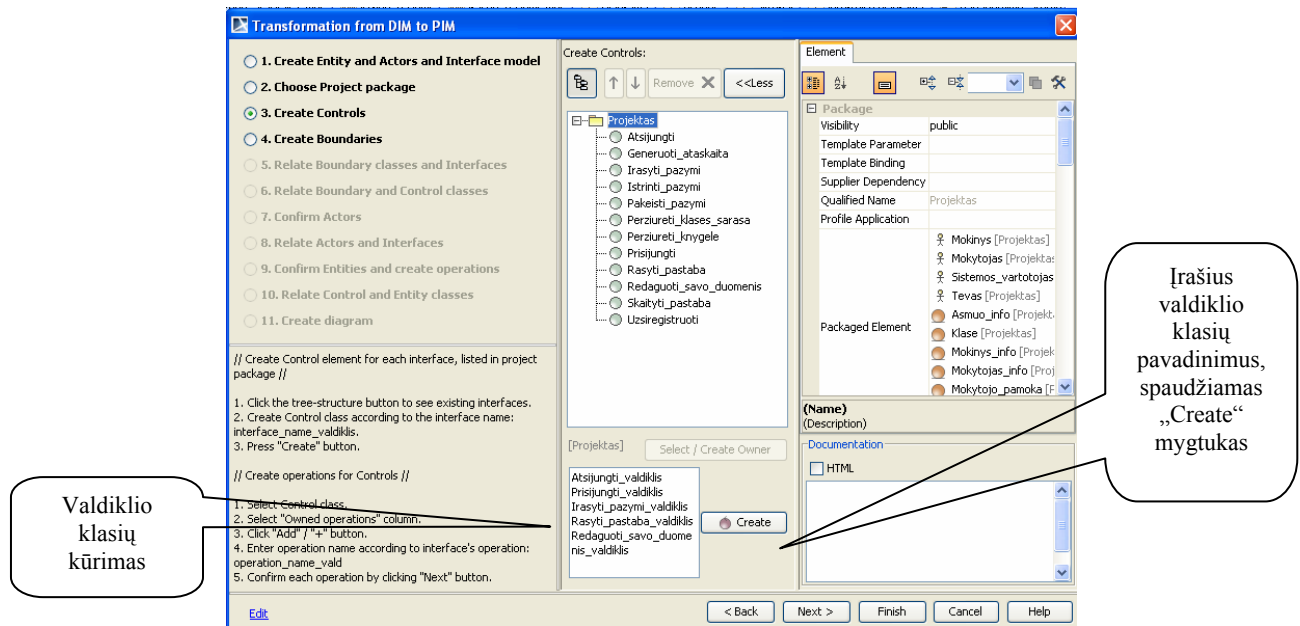 Transformation from DIM to PIM
1. Create Entity and Actors and Interface model
2. Choose Project package
3. Create Controls
4. Create Boundaries
5. Relate Boundary classes and Interfaces
6. Relate Boundary and Control classes
7. Confirm Actors
8. Relate Actors and Interfaces
9. Confirm Entities and create operations
10. Relate Control and Entity classes
11. Create diagram
// Create Control element for each interface, listed in project
package //
1. Click the tree-structure button to see existing interfaces.
2. Create Control class according to the interface name:
interface_name_valdiklis.
3. Press "Create" button.
// Create operations for Controls //
1. Select Control class.
2. Select "Owned operations" column.
3. Click "Add" / "+" button.
4. Enter operation name according to interface's operation:
operation_name_vald
5. Confirm each operation by clicking "Next" button.
Edit
Create Controls:
Remove
<<Less
Projektas
Atsijungti
Generuoti_ataskaita
Irasyti_pazymi
Istrinti_pazymi
Pakeisti_pazymi
Perziureti_klases_sarasa
Perziureti_knygele
Prisijungti
Rasyti_pastaba
Redaguoti_savo_duomenis
Skaityti_pastaba
Uzsiregistruoti
[Projektas]
Select / Create Owner
Atsijungti_valdiklis
Prisijungti_valdiklis
Irasyti_pazymi_valdiklis
Rasyti_pastaba_valdiklis
Redaguoti_savo_duome
nis_valdiklis
Create
Element
Package
Visibility public
Template Parameter
Template Binding
Supplier Dependency
Qualified Name Projektas
Profile Application
Packaged Element
Mokinys [Projektas]
Mokytojas [Projektas
Sistemos_vartotojas
Tevas [Projektas]
Asmuo_info [Projekt
Klase [Projektas]
Mokinys_info [Projek
Mokytojas_info [Proj
Mokytojo_pamoka [P
(Name)
(Description)
Documentation
HTML
< Back
Next >
Finish
Cancel
Help
Valdiklio
klasių
kūrimas
Įrašius
valdiklio
klasių
pavadinimus,
spaudžiamas
„Create“
mygtukas